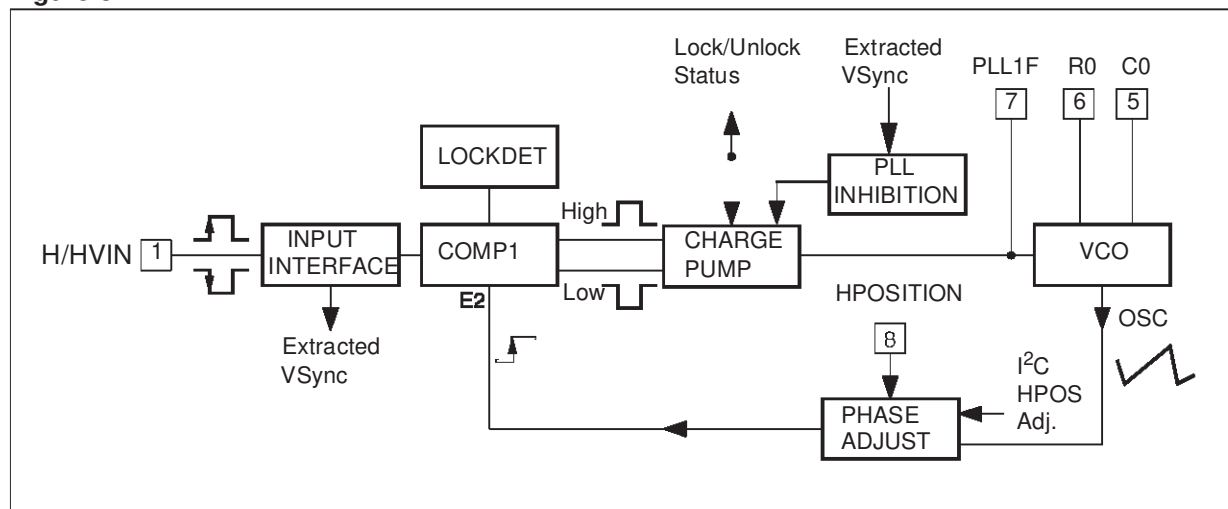 Lock/Unlock
Status
Extracted
VSync
PLL1F
R0
C0
7
6
5
LOCKDET
PLL
INHIBITION
High
H/HVIN
1
INPUT
INTERFACE
COMP1
CHARGE
PUMP
VCO
E2
Low
HPOSITION
OSC
Extracted
VSync
8
I²C
HPOS
Adj.
PHASE
ADJUST